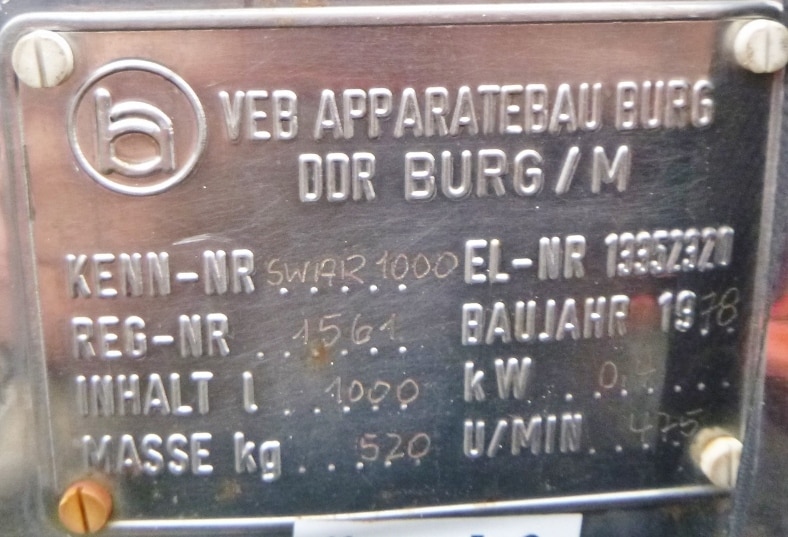 VEB APPARATEBAU BURG
DDR BURG/M
KENN-NR 1000 EL-NR 13352320
REG-NR 1561 BAUJAHR 1978
INHALT l 1000 kW
MASSE kg 520 U/MIN 475